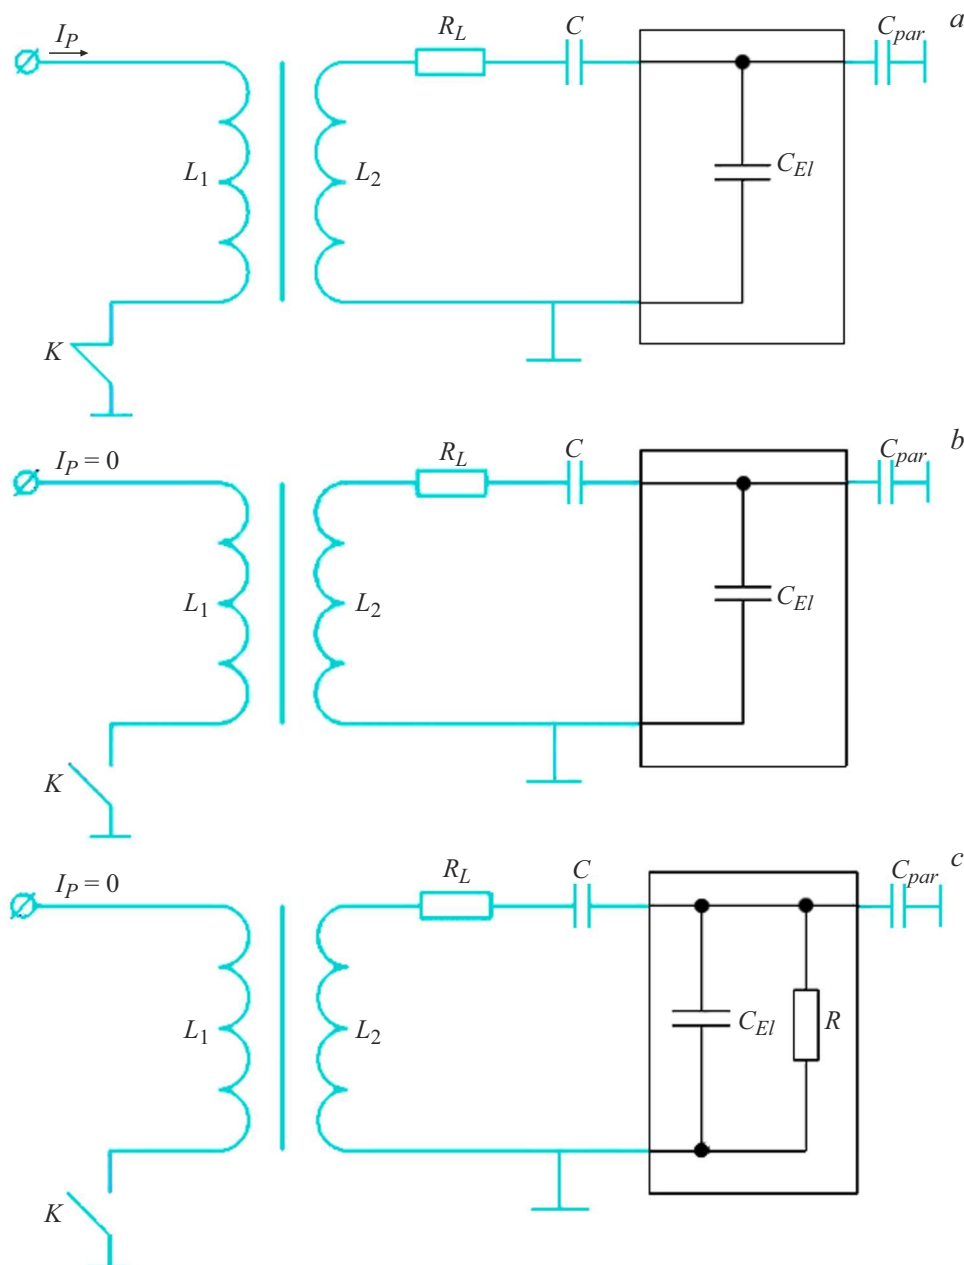 a
I_P R_L C C_par
L_1 L_2 C_El
K
b
I_P = 0 R_L C C_par
L_1 L_2 C_El
K
c
I_P = 0 R_L C C_par
L_1 L_2 C_El R
K